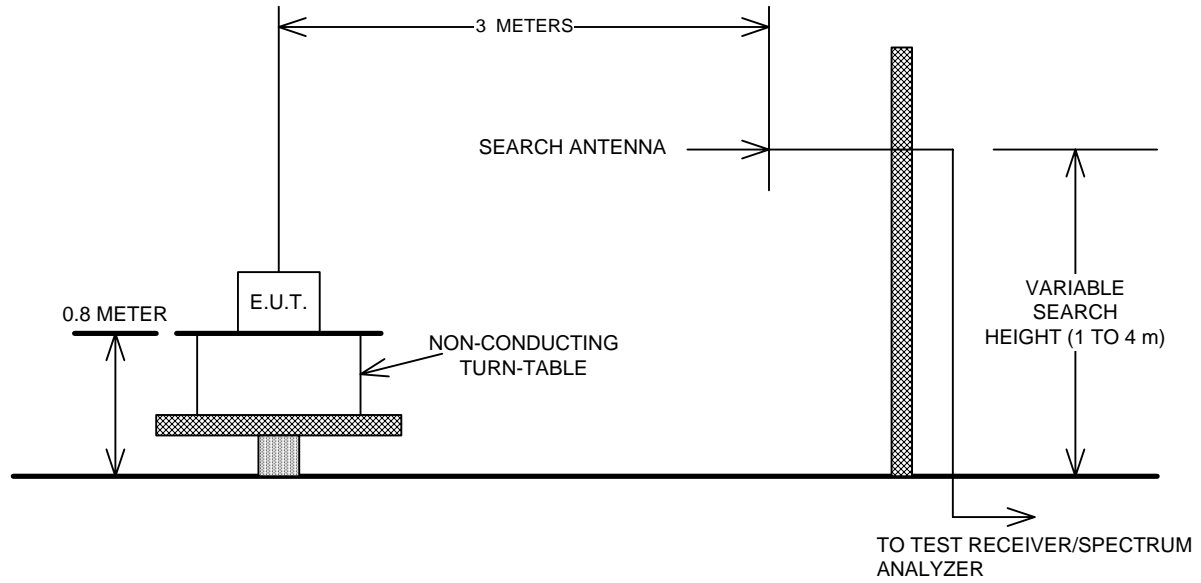 3 METERS
SEARCH ANTENNA
E.U.T.
0.8 METER
NON-CONDUCTING
TURN-TABLE
VARIABLE
SEARCH
HEIGHT (1 TO 4 m)
TO TEST RECEIVER/SPECTRUM
ANALYZER